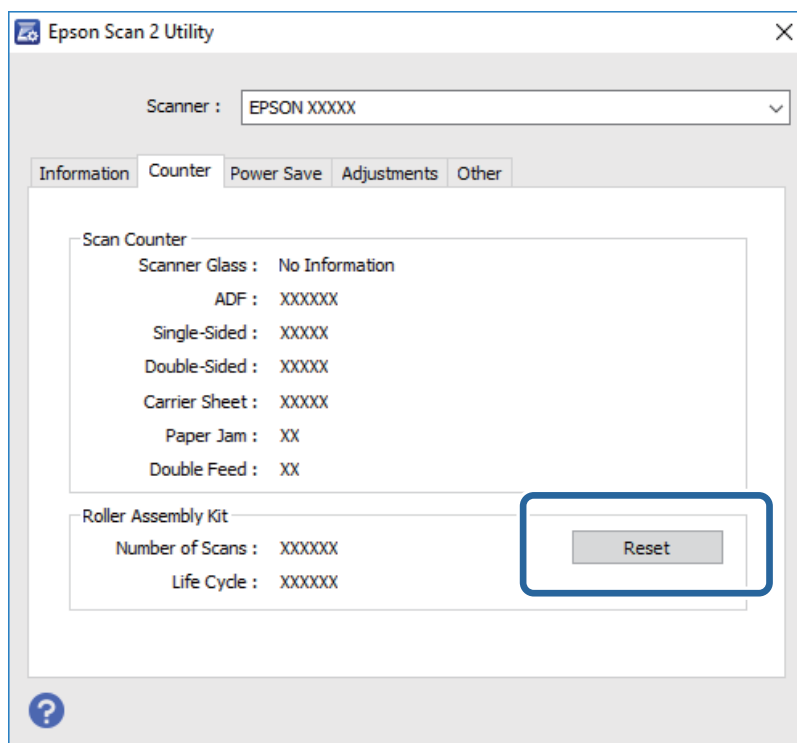 Epson Scan 2 Utility
Scanner : EPSON XXXXX
Information Counter Power Save Adjustments Other
Scan Counter
Scanner Glass : No Information
ADF : XXXXXX
Single-Sided : XXXXX
Double-Sided : XXXXX
Carrier Sheet : XXXXX
Paper Jam : XX
Double Feed : XX
Roller Assembly Kit
Number of Scans : XXXXXX Reset
Life Cycle : XXXXXX
?